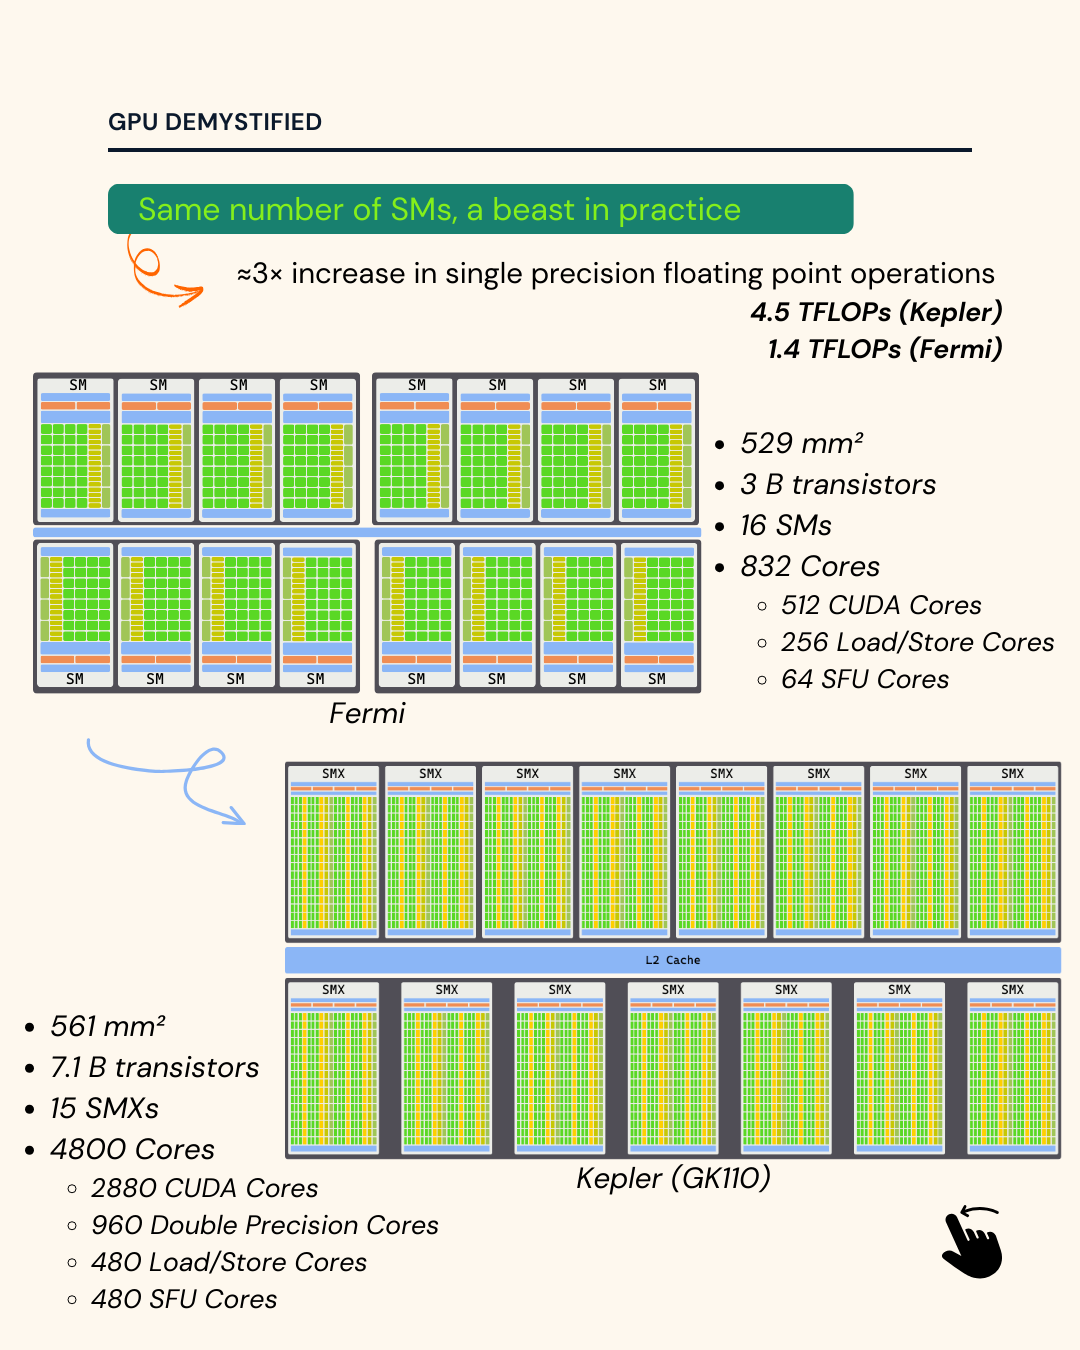 GPU DEMYSTIFIED
Same number of SMs, a beast in practice
≈3× increase in single precision floating point operations
4.5 TFLOPs (Kepler)
1.4 TFLOPs (Fermi)
SM SM SM SM SM SM SM SM
SM SM SM SM SM SM SM SM
Fermi
• 529 mm²
• 3 B transistors
• 16 SMs
• 832 Cores
◦ 512 CUDA Cores
◦ 256 Load/Store Cores
◦ 64 SFU Cores
SMX SMX SMX SMX SMX SMX SMX SMX
L2 Cache
SMX SMX SMX SMX SMX SMX SMX
Kepler (GK110)
• 561 mm²
• 7.1 B transistors
• 15 SMXs
• 4800 Cores
◦ 2880 CUDA Cores
◦ 960 Double Precision Cores
◦ 480 Load/Store Cores
◦ 480 SFU Cores